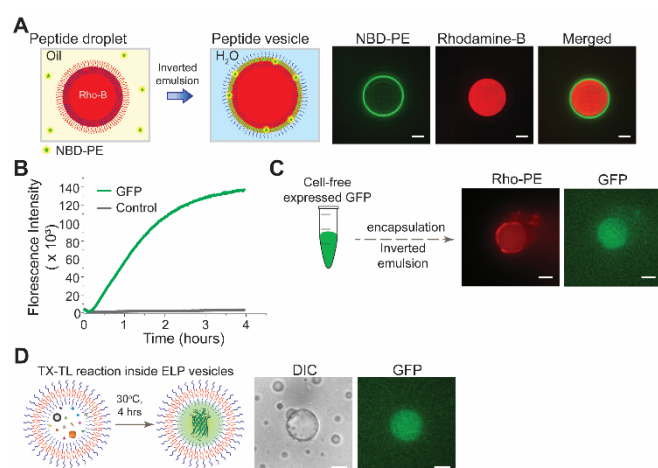 A
Peptide droplet
Oil
Rho-B
NBD-PE
Inverted
emulsion
Peptide vesicle
H₂O
NBD-PE
Rhodamine-B
Merged
B
Florescence Intensity
( x 10³)
140
120
100
80
60
40
20
0
GFP
Control
0
1
2
3
4
Time (hours)
C
Cell-free
expressed GFP
encapsulation
Inverted
emulsion
Rho-PE
GFP
D
TX-TL reaction inside ELP vesicles
30°C,
4 hrs
DIC
GFP